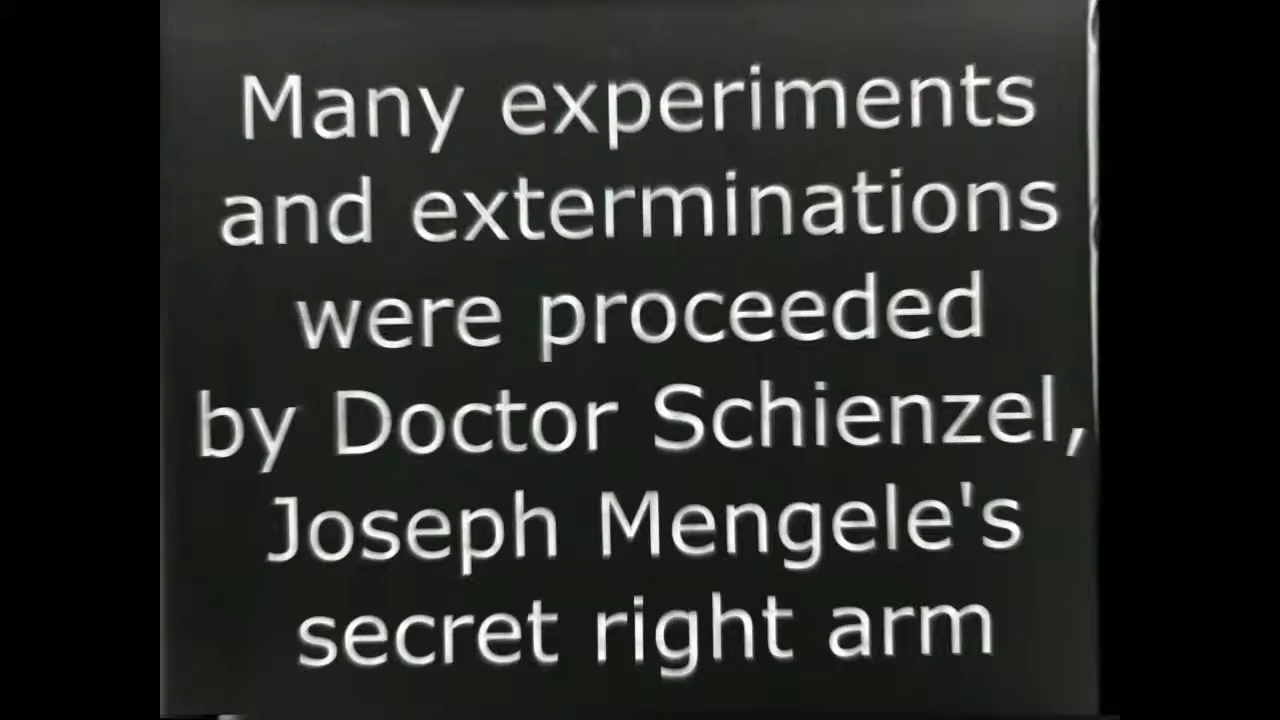 Many experiments
and exterminations
were proceeded
by Doctor Schienzel,
Joseph Mengele's
secret right arm